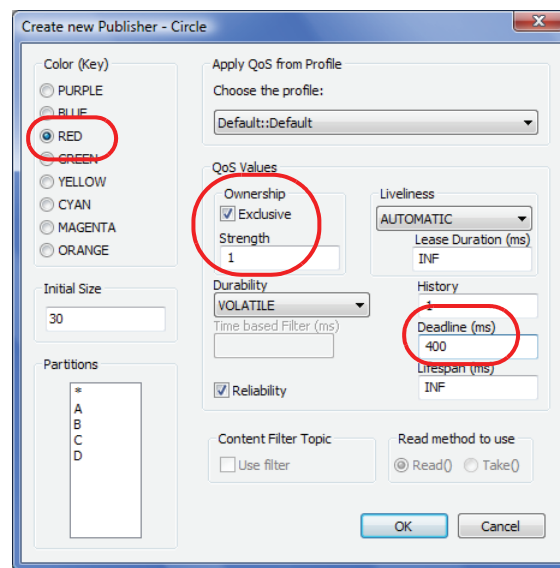 Create new Publisher - Circle
Color (Key)
PURPLE
BLUE
RED
GREEN
YELLOW
CYAN
MAGENTA
ORANGE
Initial Size
30
Partitions
*
A
B
C
D
Apply QoS from Profile
Choose the profile:
Default::Default
QoS Values
Ownership
Exclusive
Strength
1
Liveliness
AUTOMATIC
Lease Duration (ms)
INF
Durability
VOLATILE
Time based Filter (ms)
Reliability
History
1
Deadline (ms)
400
Lifespan (ms)
INF
Content Filter Topic
Use filter
Read method to use
Read()
Take()
OK
Cancel